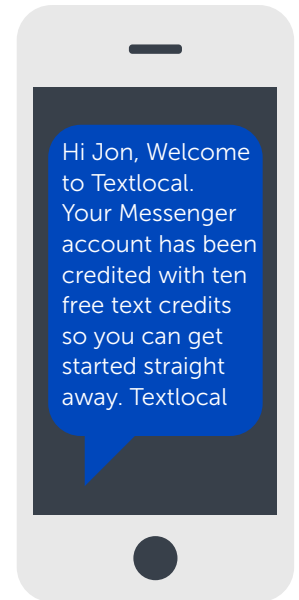 Hi Jon, Welcome
to Textlocal.
Your Messenger
account has been
credited with ten
free text credits
so you can get
started straight
away. Textlocal